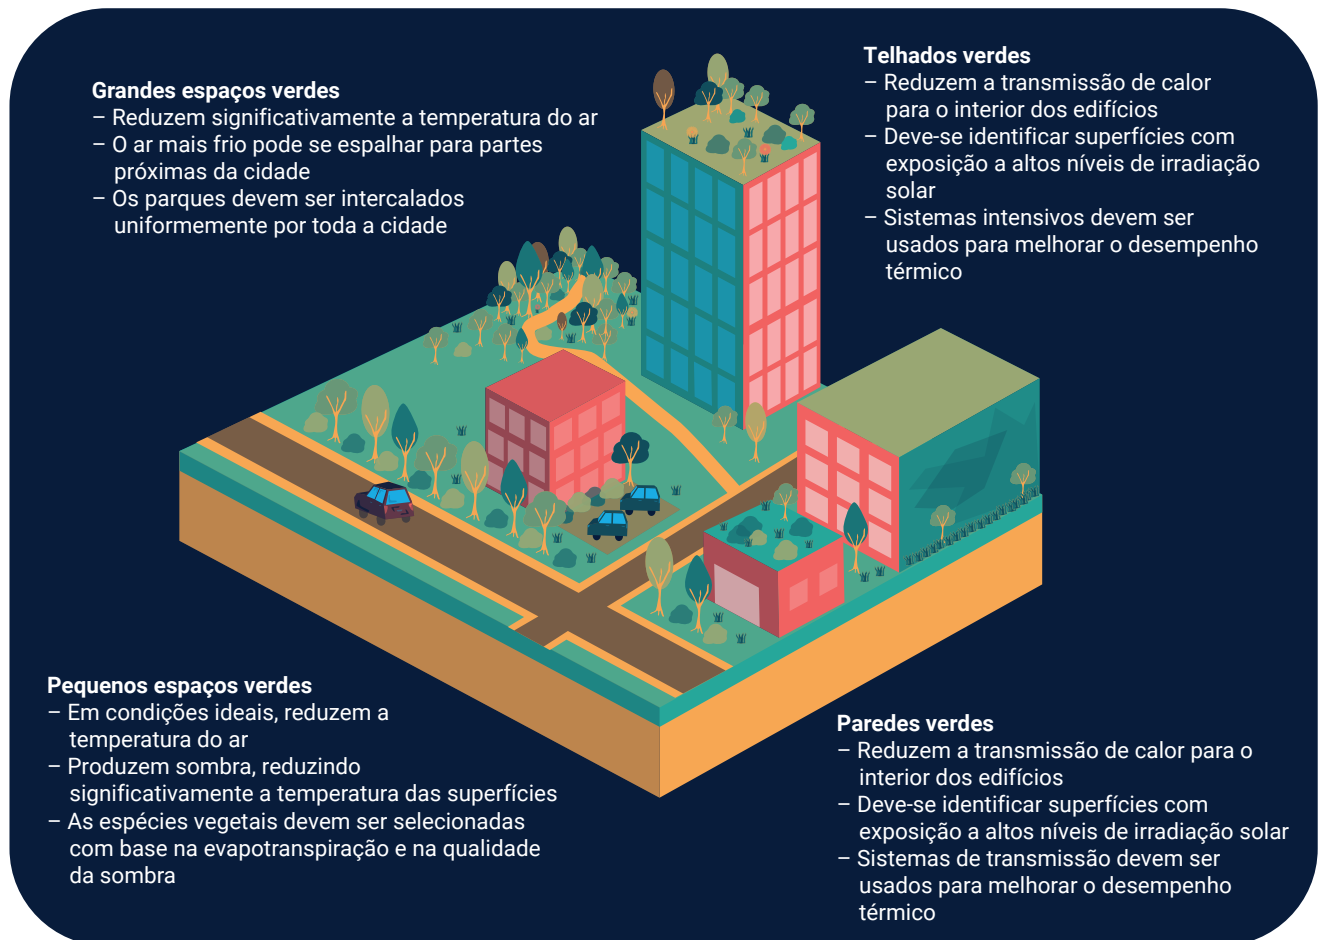 Grandes espaços verdes
– Reduzem significativamente a temperatura do ar
– O ar mais frio pode se espalhar para partes
próximas da cidade
– Os parques devem ser intercalados
uniformemente por toda a cidade
Telhados verdes
– Reduzem a transmissão de calor
para o interior dos edifícios
– Deve-se identificar superfícies com
exposição a altos níveis de irradiação
solar
– Sistemas intensivos devem ser
usados para melhorar o desempenho
térmico
Pequenos espaços verdes
– Em condições ideais, reduzem a
temperatura do ar
– Produzem sombra, reduzindo
significativamente a temperatura das superfícies
– As espécies vegetais devem ser selecionadas
com base na evapotranspiração e na qualidade
da sombra
Paredes verdes
– Reduzem a transmissão de calor para o
interior dos edifícios
– Deve-se identificar superfícies com
exposição a altos níveis de irradiação solar
– Sistemas de transmissão devem ser
usados para melhorar o desempenho
térmico